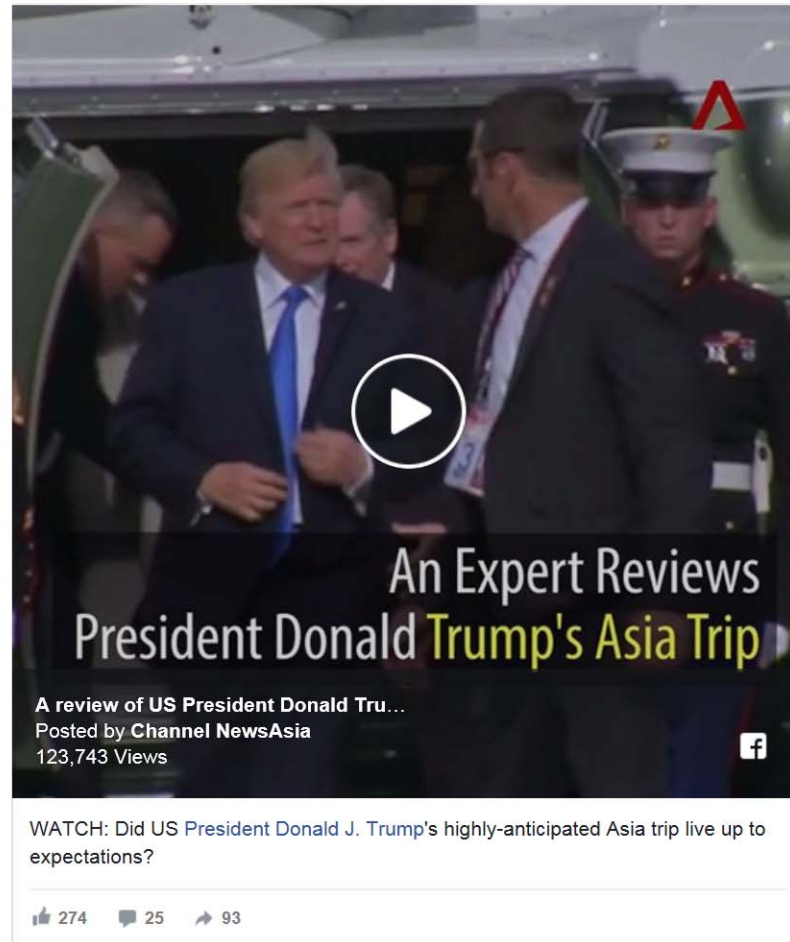 An Expert Reviews
President Donald Trump's Asia Trip
A review of US President Donald Tru...
Posted by Channel NewsAsia
123,743 Views
WATCH: Did US President Donald J. Trump's highly-anticipated Asia trip live up to
expectations?
274 25 93